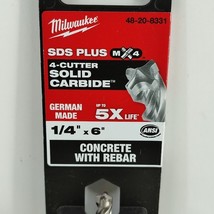 Milwaukee
48-20-8331
SDS PLUS MX4
4-CUTTER
SOLID
CARBIDE™
GERMAN
MADE
UP TO
5X
LIFE
1/4" x 6"
ANSI
CONCRETE
WITH REBAR